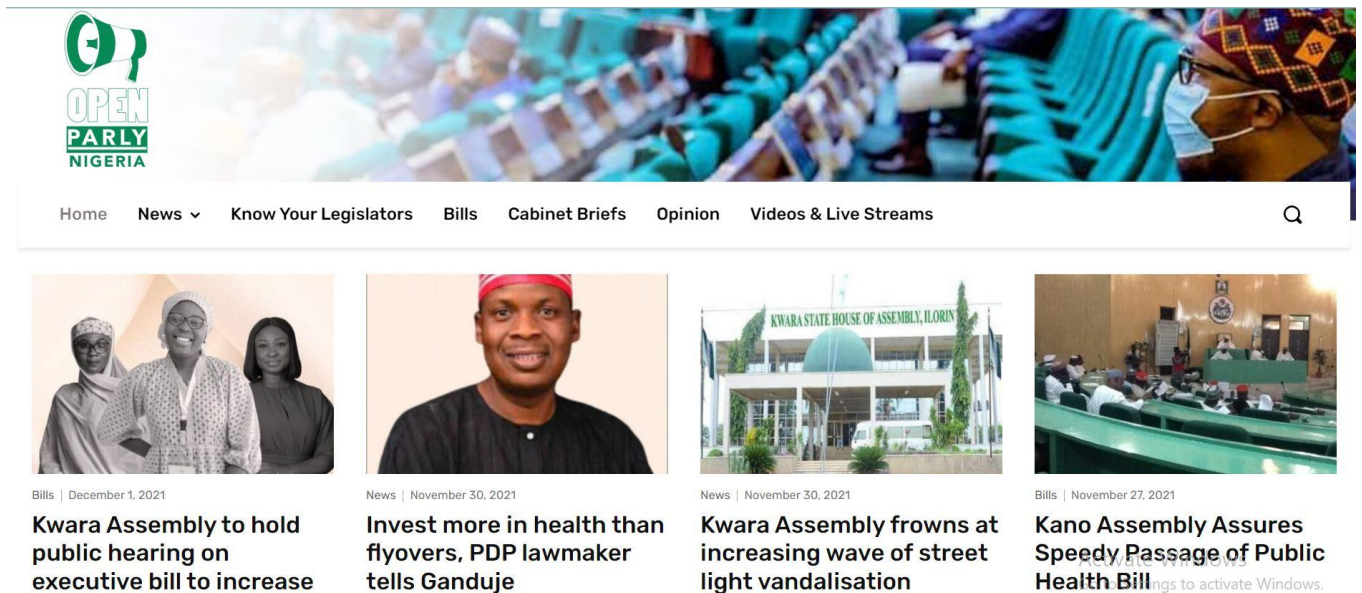 OPEN
PARLY
NIGERIA
Home News Know Your Legislators Bills Cabinet Briefs Opinion Videos & Live Streams
KWARA STATE HOUSE OF ASSEMBLY, ILORIN
Bills | December 1, 2021
Kwara Assembly to hold
public hearing on
executive bill to increase
News | November 30, 2021
Invest more in health than
flyovers, PDP lawmaker
tells Ganduje
News | November 30, 2021
Kwara Assembly frowns at
increasing wave of street
light vandalisation
Bills | November 27, 2021
Kano Assembly Assures
Speedy Passage of Public
Health Bill
Activate Windows
to activate Windows.